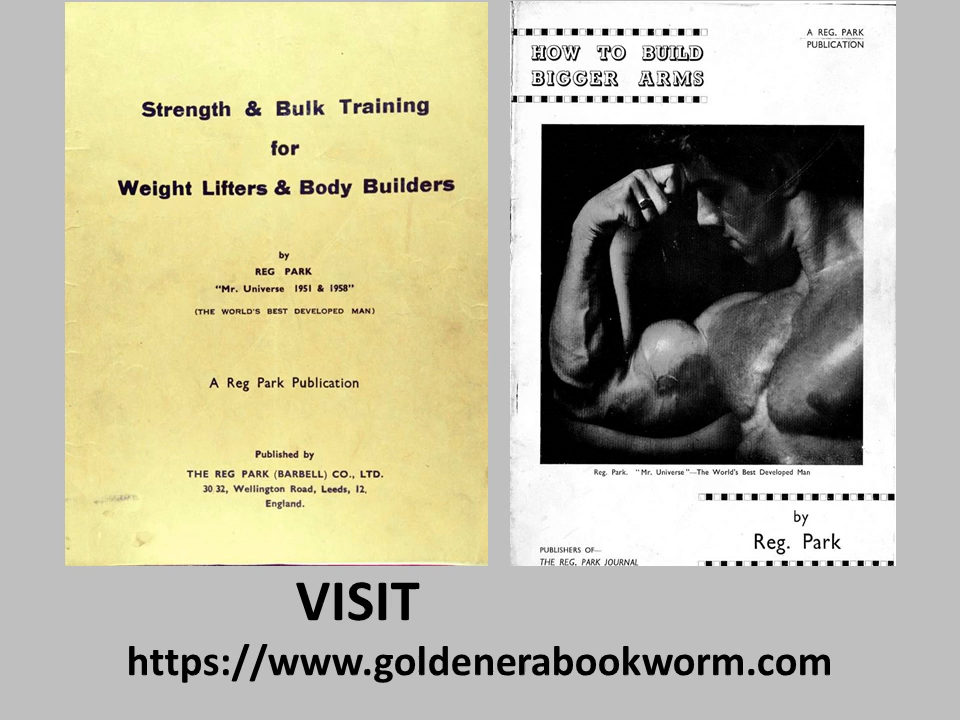 Strength & Bulk Training
for
Weight Lifters & Body Builders
by
REG PARK
"Mr. Universe 1951 & 1958"
(THE WORLD'S BEST DEVELOPED MAN)
A Reg Park Publication
Published by
THE REG PARK (BARBELL) CO., LTD.
30 32, Wellington Road, Leeds, 12,
England.
HOW TO BUILD
BIGGER ARMS
A REG. PARK
PUBLICATION
Reg. Park. "Mr. Universe"—The World's Best Developed Man
by
Reg. Park
PUBLISHERS OF—
THE REG. PARK JOURNAL
VISIT
https://www.goldenerabookworm.com